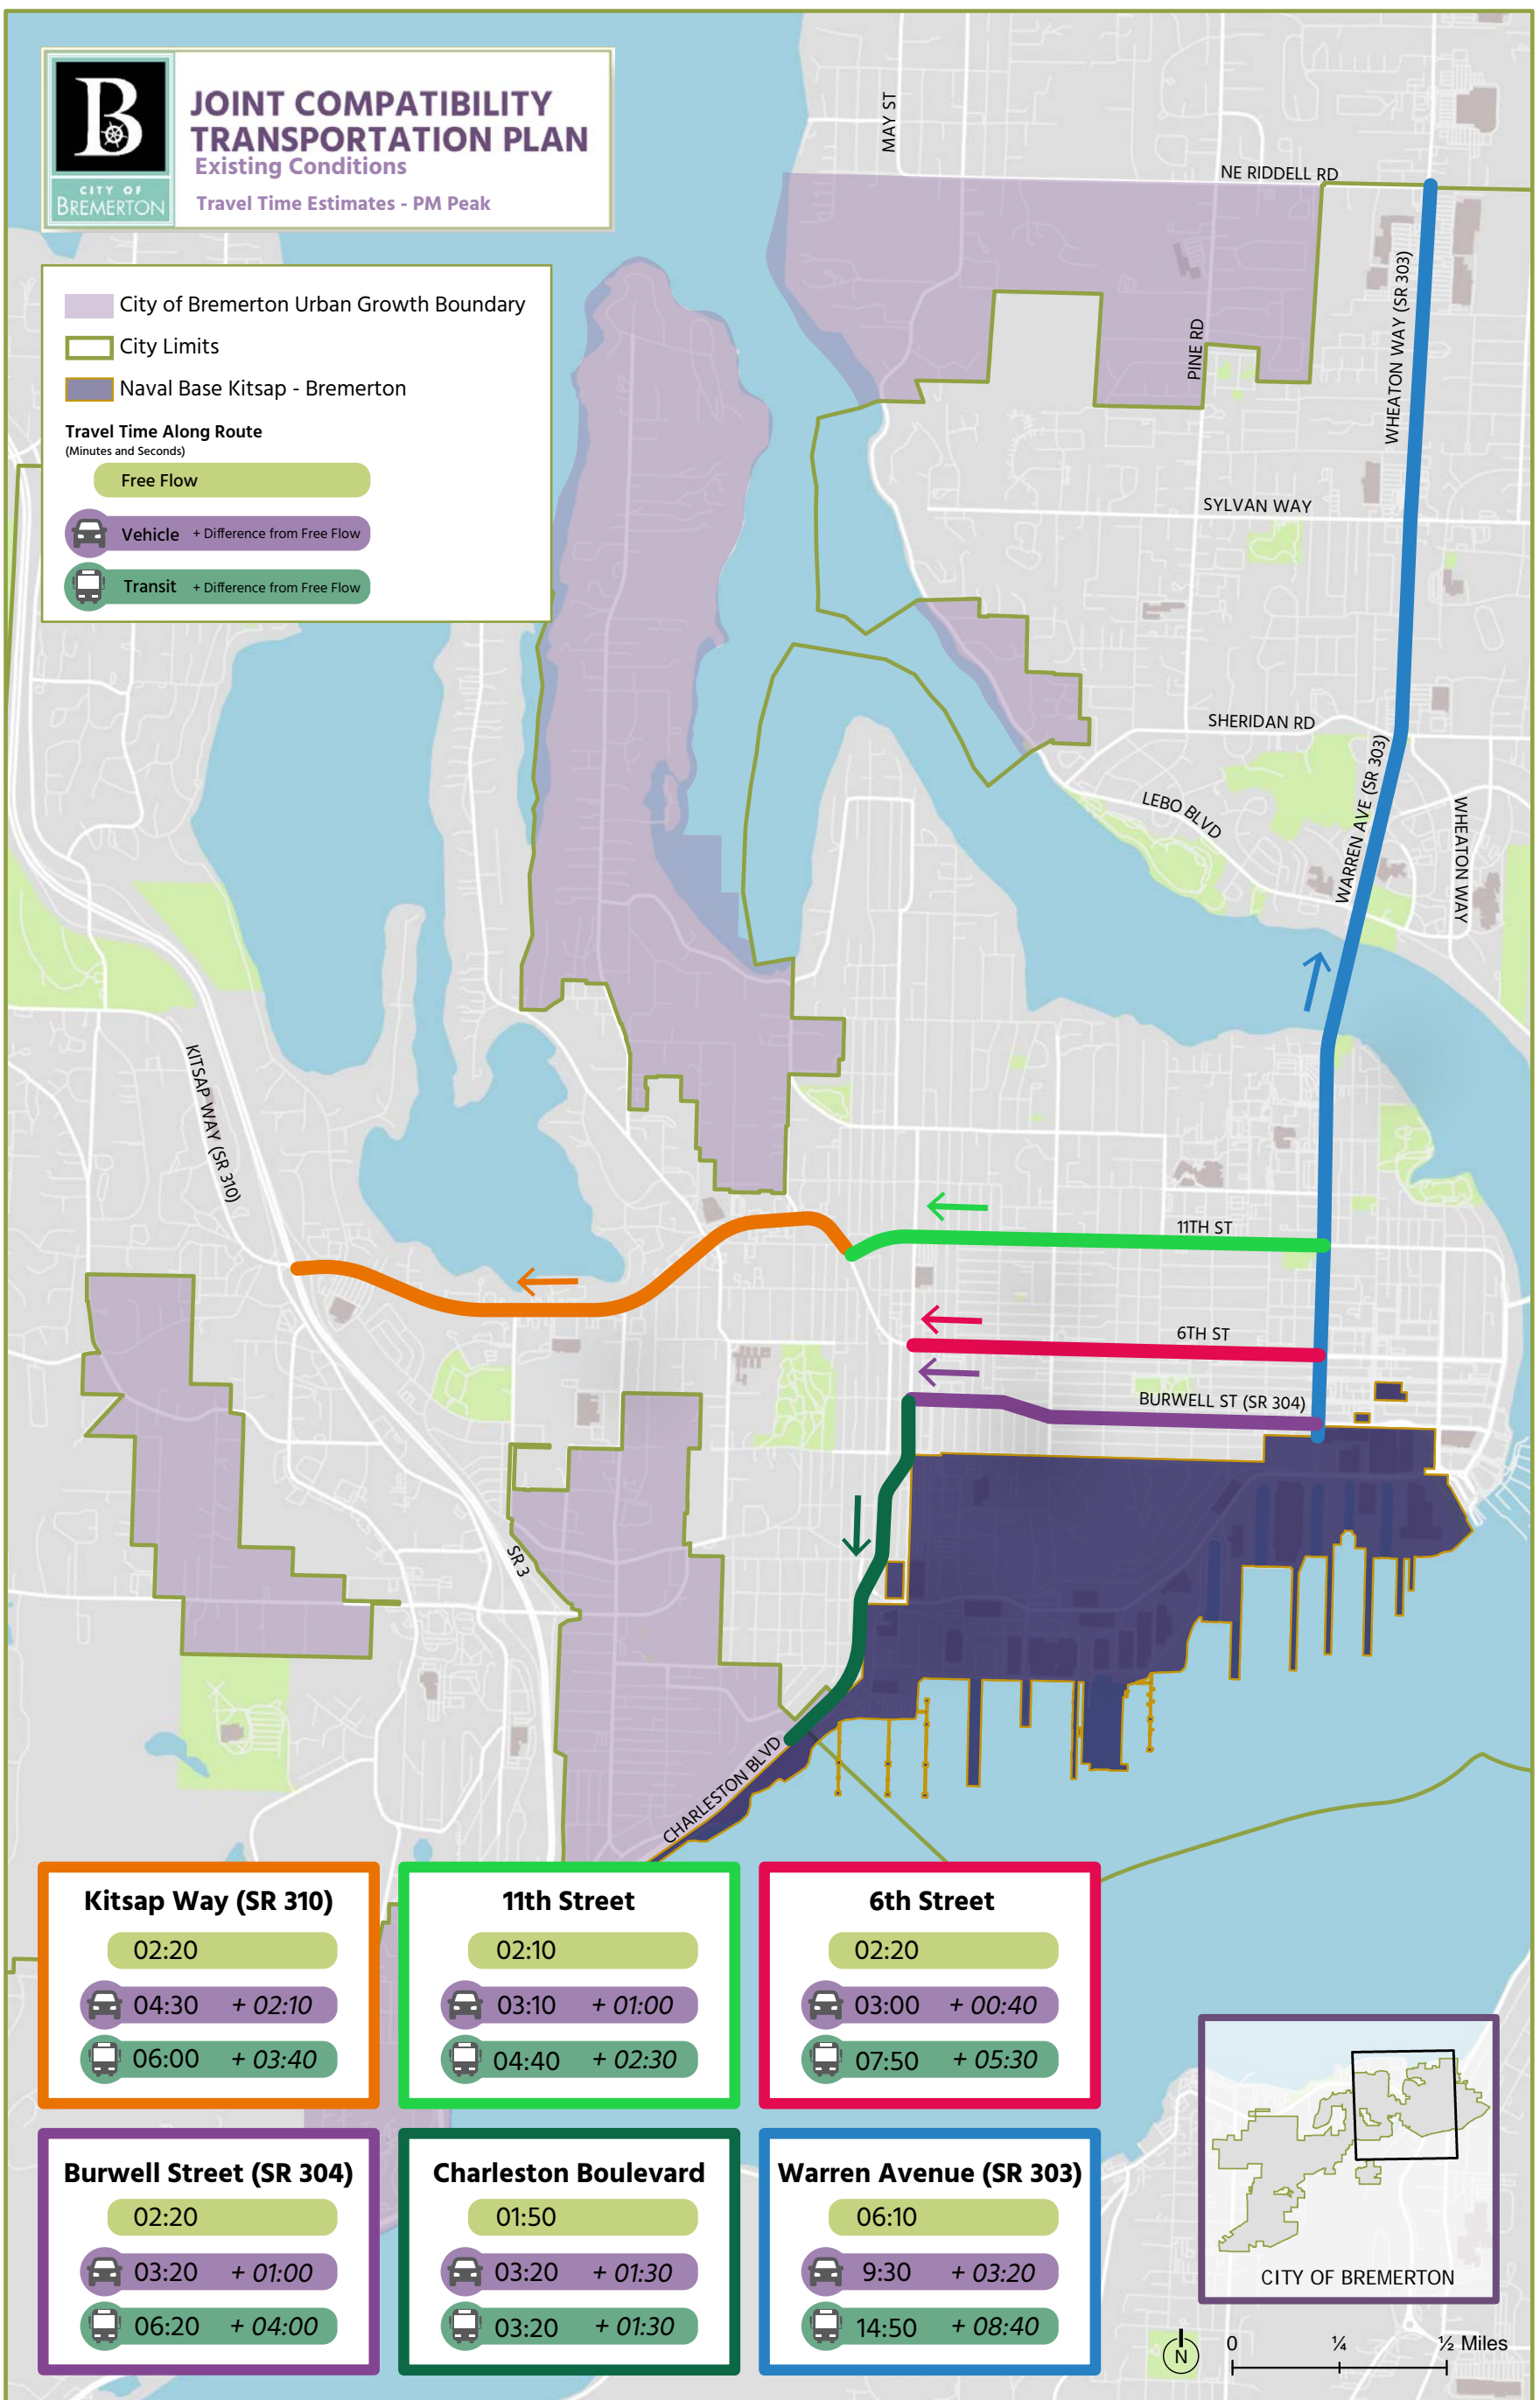 B
CITY OF
BREMERTON
JOINT COMPATIBILITY
TRANSPORTATION PLAN
Existing Conditions
Travel Time Estimates - PM Peak
City of Bremerton Urban Growth Boundary
City Limits
Naval Base Kitsap - Bremerton
Travel Time Along Route
(Minutes and Seconds)
Free Flow
Vehicle + Difference from Free Flow
Transit + Difference from Free Flow
MAY ST
NE RIDDELL RD
WHEATON WAY (SR 303)
PINE RD
SYLVAN WAY
SHERIDAN RD
LEBO BLVD
WARREN AVE (SR 303)
WHEATON WAY
KITSAP WAY (SR 310)
11TH ST
6TH ST
BURWELL ST (SR 304)
SR 3
CHARLESTON BLVD
Kitsap Way (SR 310)
02:20
04:30 + 02:10
06:00 + 03:40
11th Street
02:10
03:10 + 01:00
04:40 + 02:30
6th Street
02:20
03:00 + 00:40
07:50 + 05:30
Burwell Street (SR 304)
02:20
03:20 + 01:00
06:20 + 04:00
Charleston Boulevard
01:50
03:20 + 01:30
03:20 + 01:30
Warren Avenue (SR 303)
06:10
9:30 + 03:20
14:50 + 08:40
CITY OF BREMERTON
N
0 ¼ ½ Miles